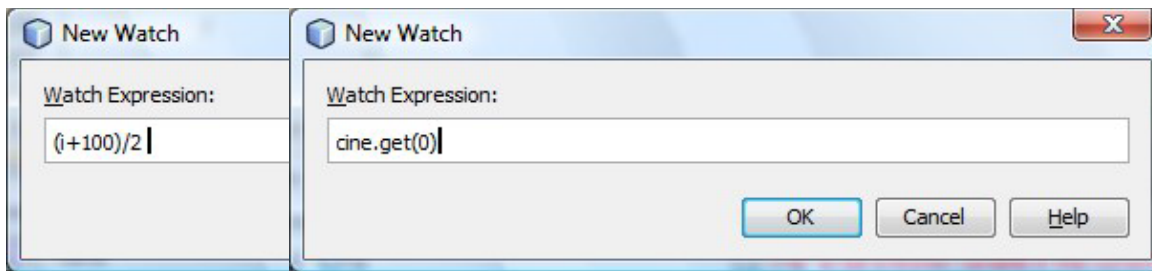 New Watch
Watch Expression:
(i+100)/2
New Watch
Watch Expression:
cine.get(0)
OK
Cancel
Help